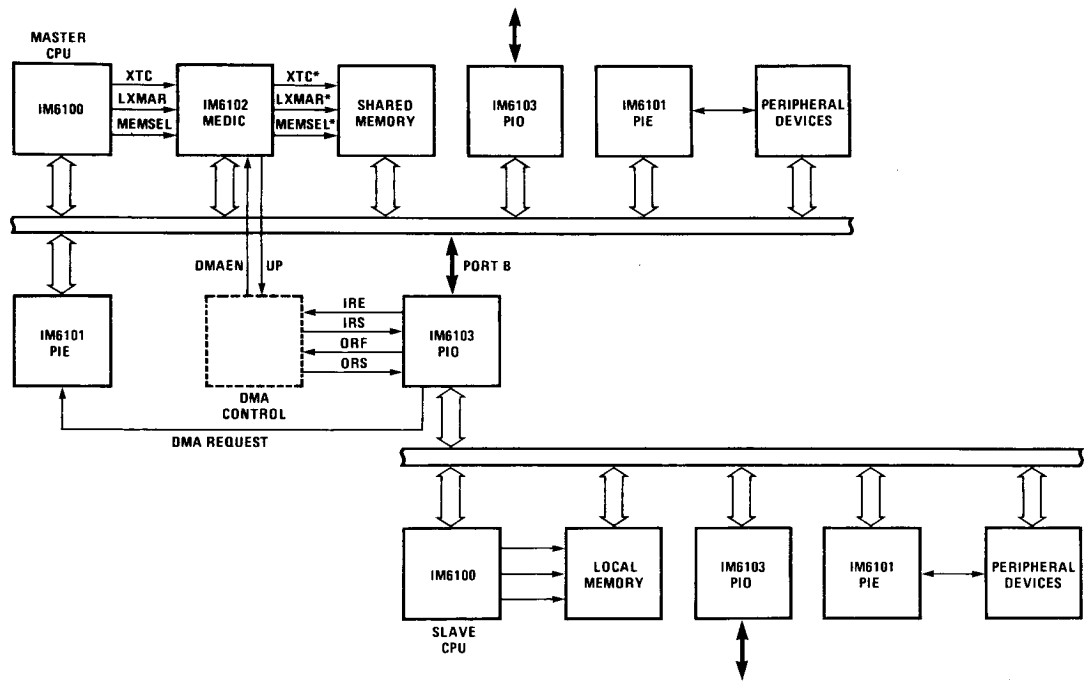 MASTER
CPU
IM6100
XTC
LXMAR
MEMSEL
IM6102
MEDIC
XTC*
LXMAR*
MEMSEL*
SHARED
MEMORY
IM6103
PIO
IM6101
PIE
PERIPHERAL
DEVICES
DMAEN
UP
PORT B
IM6101
PIE
IRE
IRS
ORF
ORS
IM6103
PIO
DMA
CONTROL
DMA REQUEST
IM6100
LOCAL
MEMORY
IM6103
PIO
IM6101
PIE
PERIPHERAL
DEVICES
SLAVE
CPU